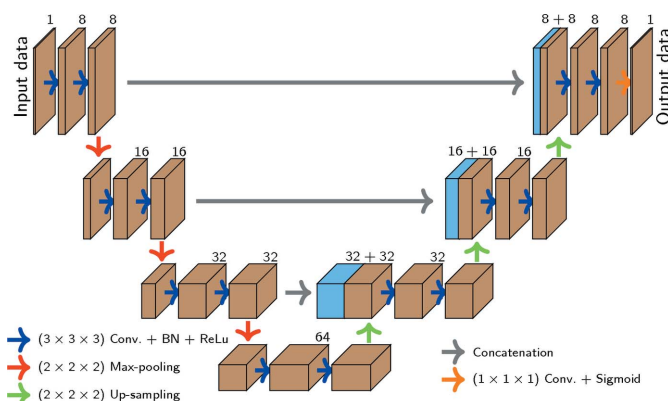 1 8 8
8 + 8 8 8 1
Input data
Output data
16 16
16 + 16 16
32 32
32 + 32 32
64
(3 × 3 × 3) Conv. + BN + ReLu
(2 × 2 × 2) Max-pooling
(2 × 2 × 2) Up-sampling
Concatenation
(1 × 1 × 1) Conv. + Sigmoid